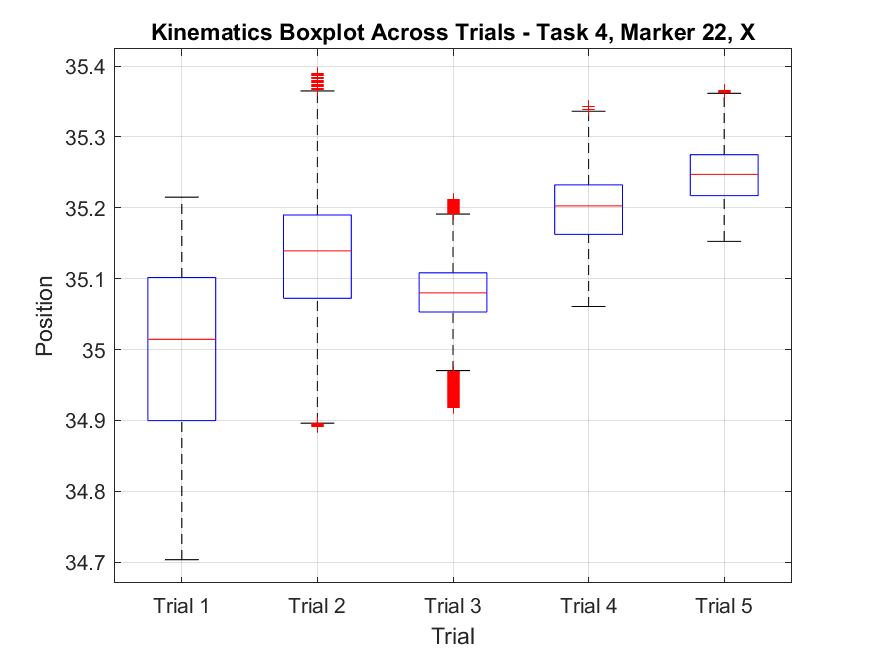 Kinematics Boxplot Across Trials - Task 4, Marker 22, X
35.4
35.3
35.2
35.1
35
34.9
34.8
34.7
Position
Trial 1 Trial 2 Trial 3 Trial 4 Trial 5
Trial